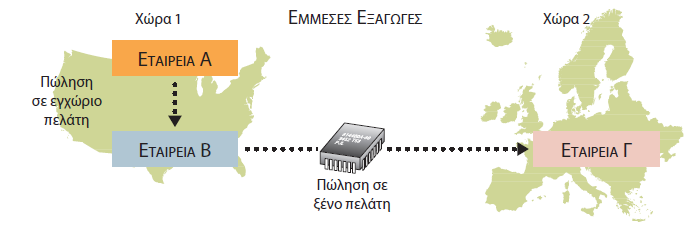 Χώρα 1
ΕΜΜΕΣΕΣ ΕΞΑΓΩΓΕΣ
Χώρα 2
ΕΤΑΙΡΕΙΑ Α
Πώληση
σε εγχώριο
πελάτη
ΕΤΑΙΡΕΙΑ Β
ΕΤΑΙΡΕΙΑ Γ
Πώληση σε
ξένο πελάτη